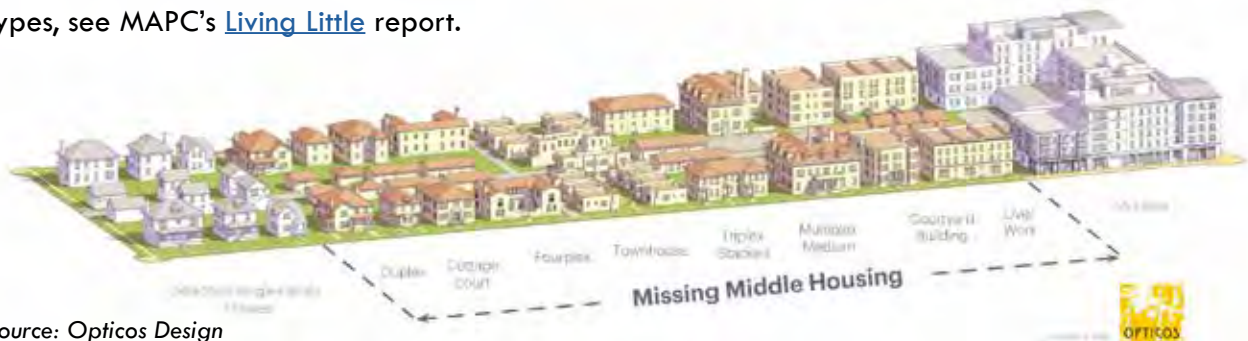 ypes, see MAPC's Living Little report.
Duplex
Cottage
Court
Fourplex
Townhouse
Triplex
Stacked
Multiplex
Medium
Courtyard
Building
Live/
Work
Missing Middle Housing
ource: Opticos Design
OPTICOS